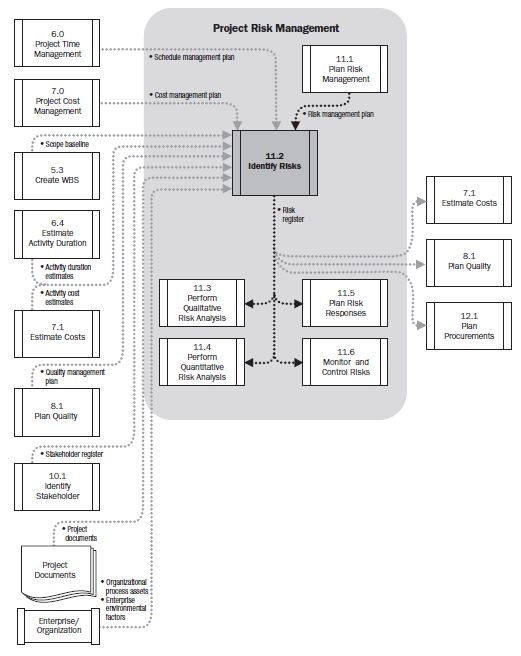 Project Risk Management
6.0
Project Time
Management
• Schedule management plan
11.1
Plan Risk
Management
7.0
Project Cost
Management
• Cost management plan
• Risk management plan
• Scope baseline
11.2
Identify Risks
5.3
Create WBS
• Risk
register
7.1
Estimate Costs
6.4
Estimate
Activity Duration
8.1
Plan Quality
• Activity duration
estimates
• Activity cost
estimates
11.3
Perform
Qualitative
Risk Analysis
11.5
Plan Risk
Responses
12.1
Plan
Procurements
7.1
Estimate Costs
11.4
Perform
Quantitative
Risk Analysis
11.6
Monitor and
Control Risks
• Quality management
plan
8.1
Plan Quality
• Stakeholder register
10.1
Identify
Stakeholder
• Project
documents
Project
Documents
• Organizational
process assets
• Enterprise
environmental
factors
Enterprise/
Organization